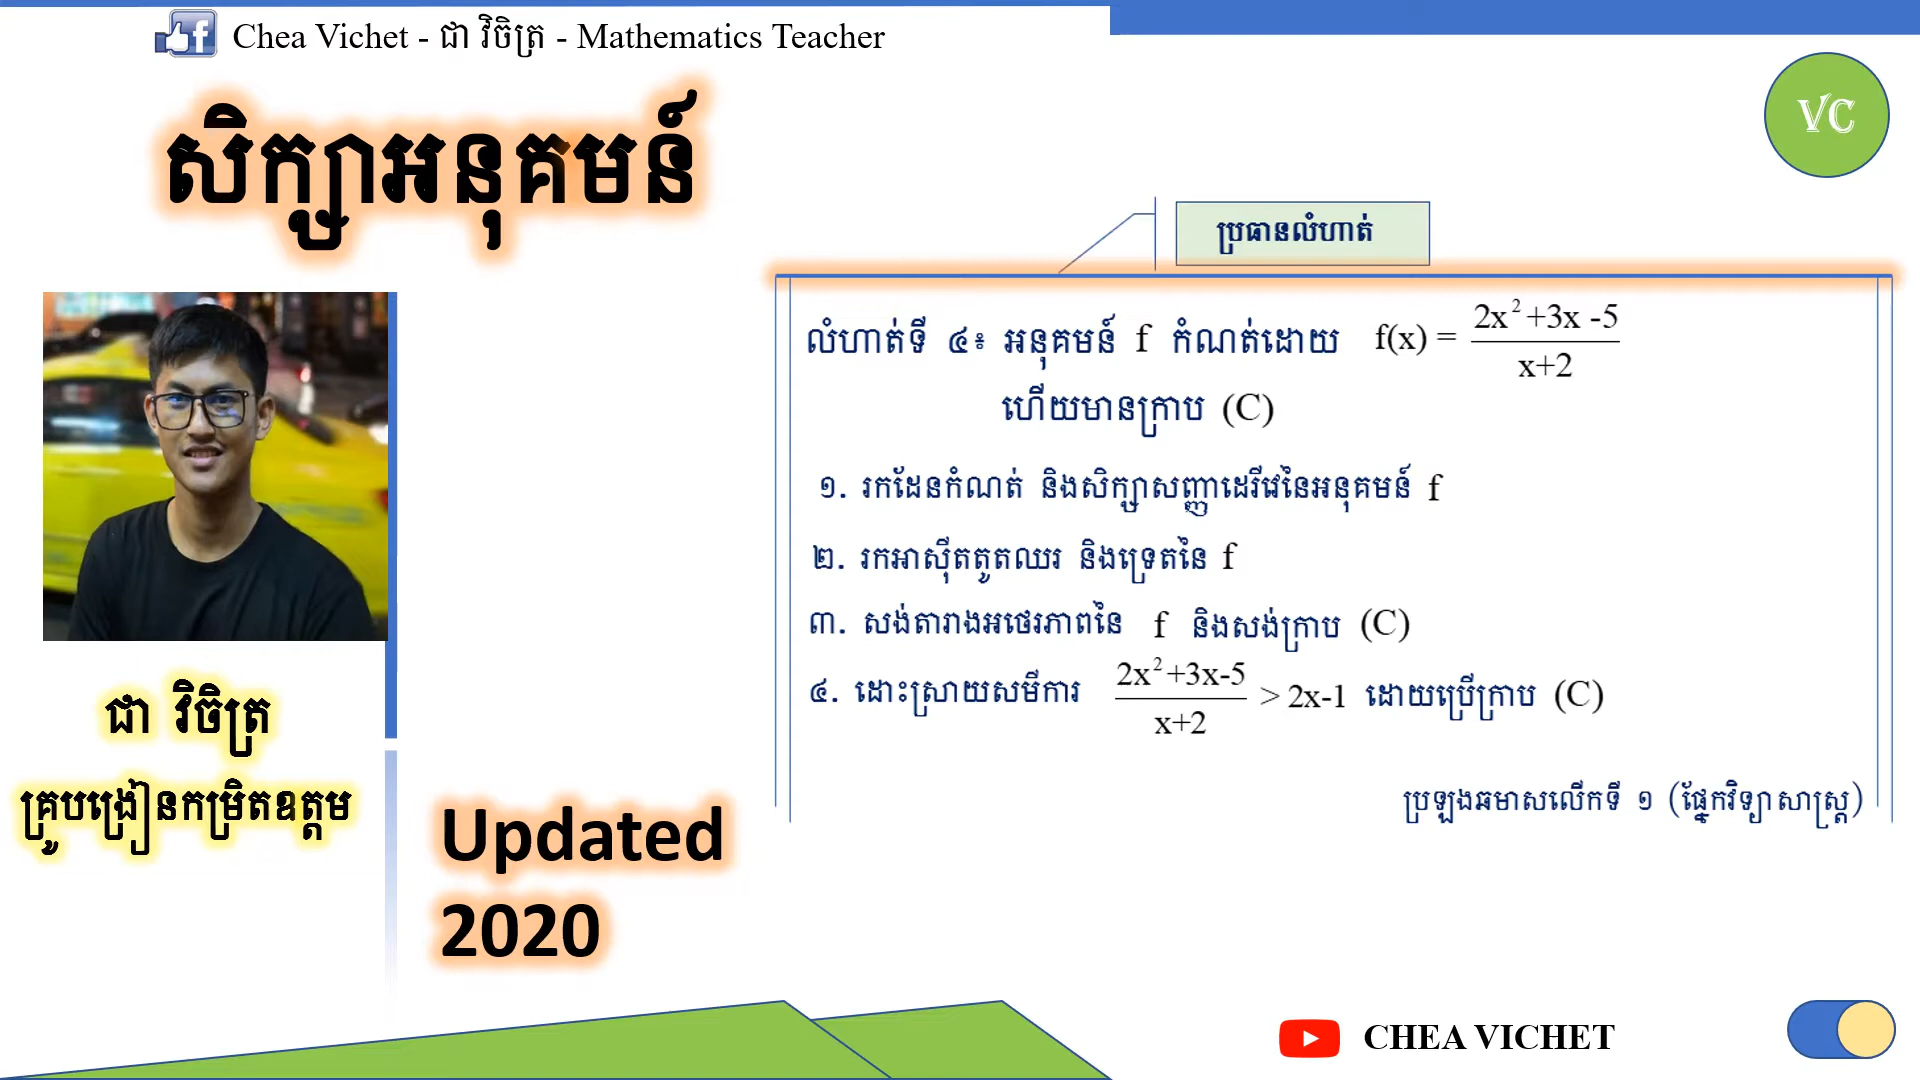 Chea Vichet - ជា វិចិត្រ - Mathematics Teacher
VC
សិក្សាអនុគមន៍
ប្រធានលំហាត់
លំហាត់ទី ៤៖ អនុគមន៍ f កំណត់ដោយ f(x) = (2x²+3x -5)/(x+2)
ហើយមានក្រាប (C)
១. រកដែនកំណត់ និងសិក្សាសញ្ញាដេរីវេនៃអនុគមន៍ f
២. រកអាស៊ីតតូតឈរ និងទ្រេតនៃ f
៣. សង់តារាងអថេរភាពនៃ f និងសង់ក្រាប (C)
៤. ដោះស្រាយសមីការ (2x²+3x-5)/(x+2) > 2x-1 ដោយប្រើក្រាប (C)
ប្រឡងឆមាសលើកទី ១ (ផ្នែកវិទ្យាសាស្ត្រ)
ជា វិចិត្រ
គ្រូបង្រៀនកម្រិតឧត្តម
Updated
2020
CHEA VICHET